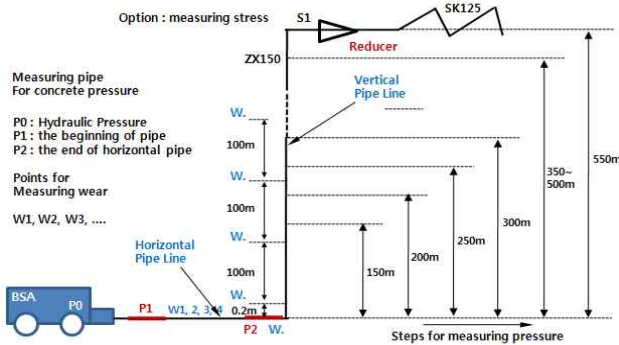 Option : measuring stress
S1
SK125
Reducer
ZX150
Measuring pipe
For concrete pressure
Vertical
Pipe Line
P0 : Hydraulic Pressure
P1 : the beginning of pipe
P2 : the end of horizontal pipe
Points for
Measuring wear
W1, W2, W3, ....
W.
100m
W.
100m
W.
100m
W.
0.2m
Horizontal
Pipe Line
BSA
P0
P1
W1, 2, 3, 4
P2
W.
150m
200m
250m
300m
350~
500m
550m
Steps for measuring pressure